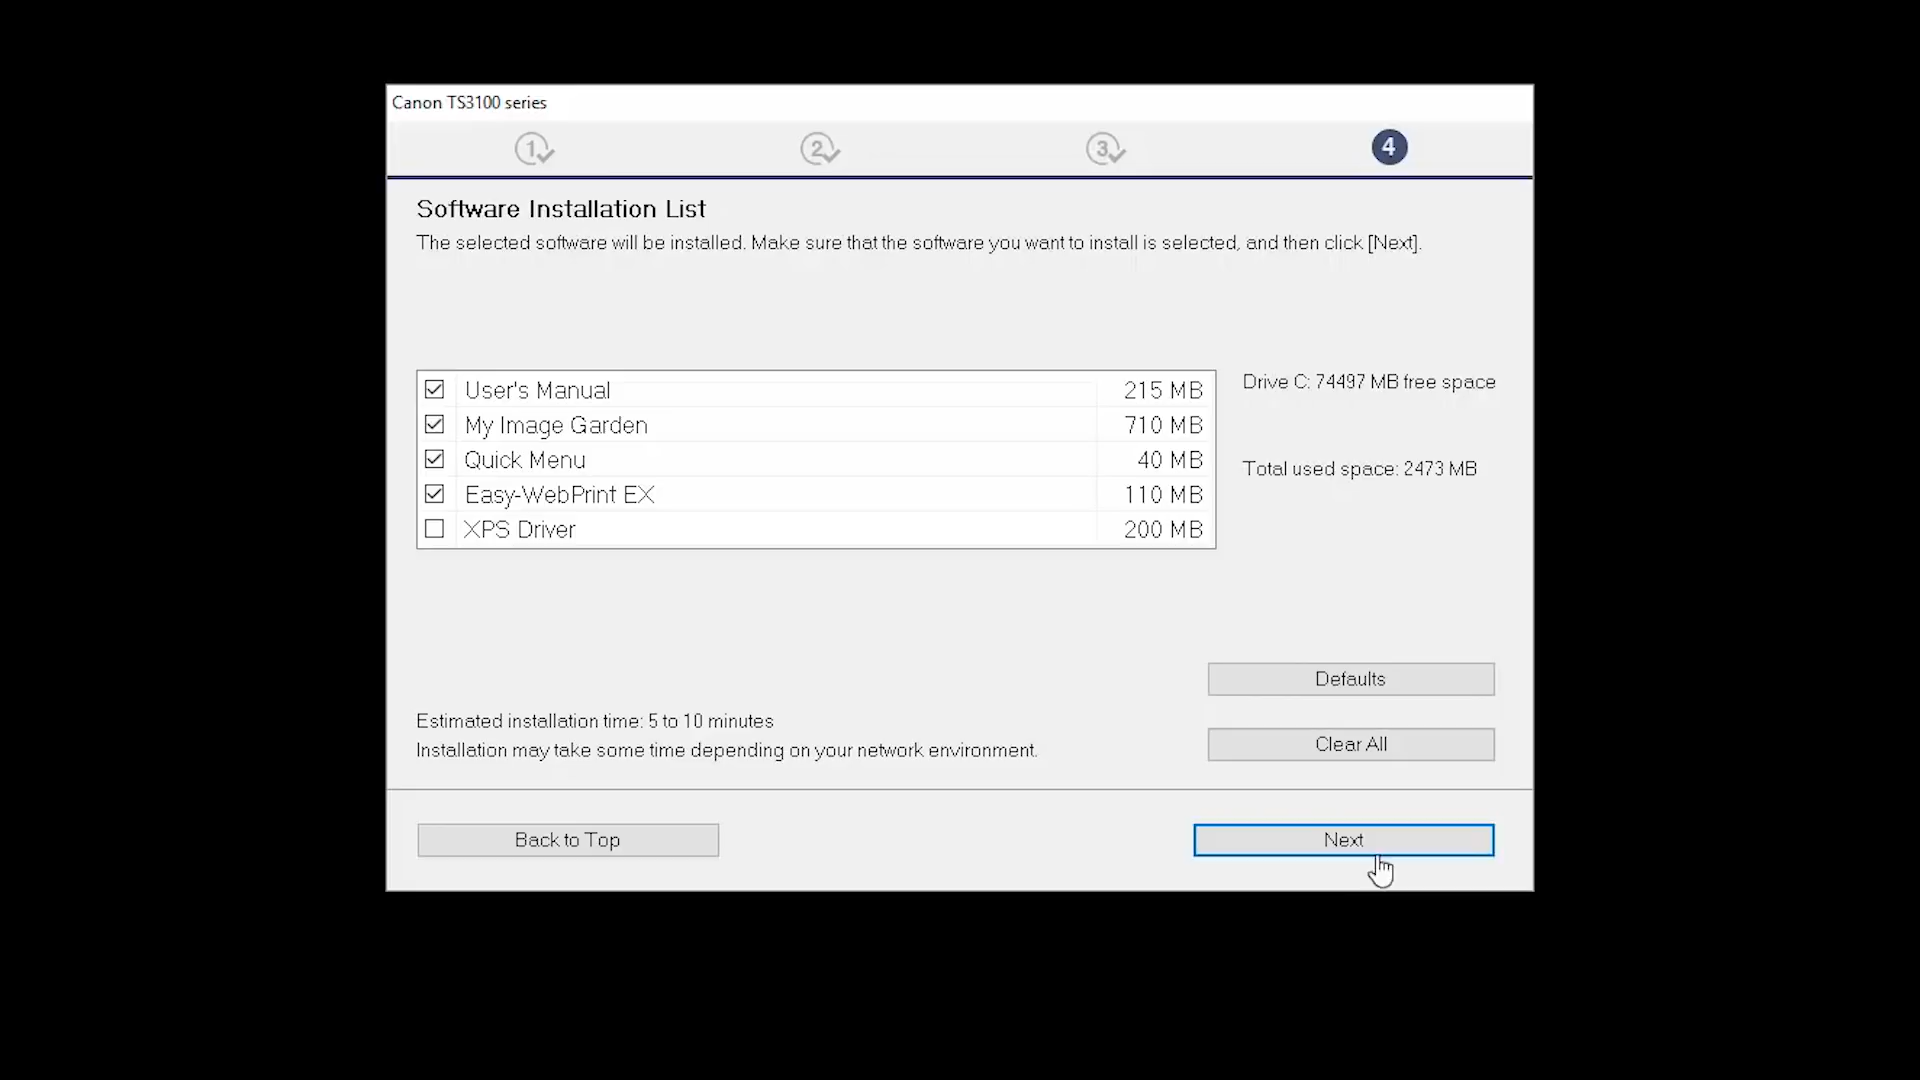 Canon TS3100 series
1 2 3 4
Software Installation List
The selected software will be installed. Make sure that the software you want to install is selected, and then click [Next].
User's Manual 215 MB
My Image Garden 710 MB
Quick Menu 40 MB
Easy-WebPrint EX 110 MB
XPS Driver 200 MB
Drive C: 74497 MB free space
Total used space: 2473 MB
Defaults
Estimated installation time: 5 to 10 minutes
Installation may take some time depending on your network environment.
Clear All
Back to Top
Next